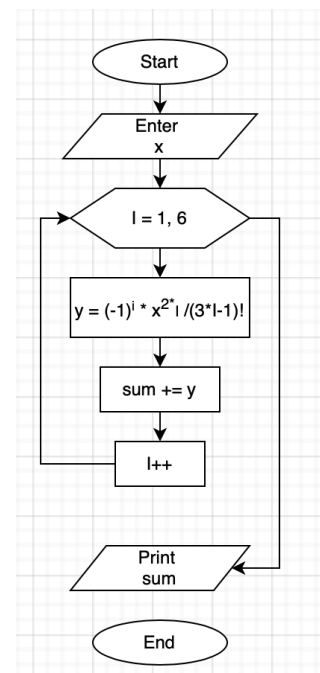 Start
Enter
x
I = 1, 6
y = (-1)ⁱ * x²*ı /(3*I-1)!
sum += y
I++
Print
sum
End